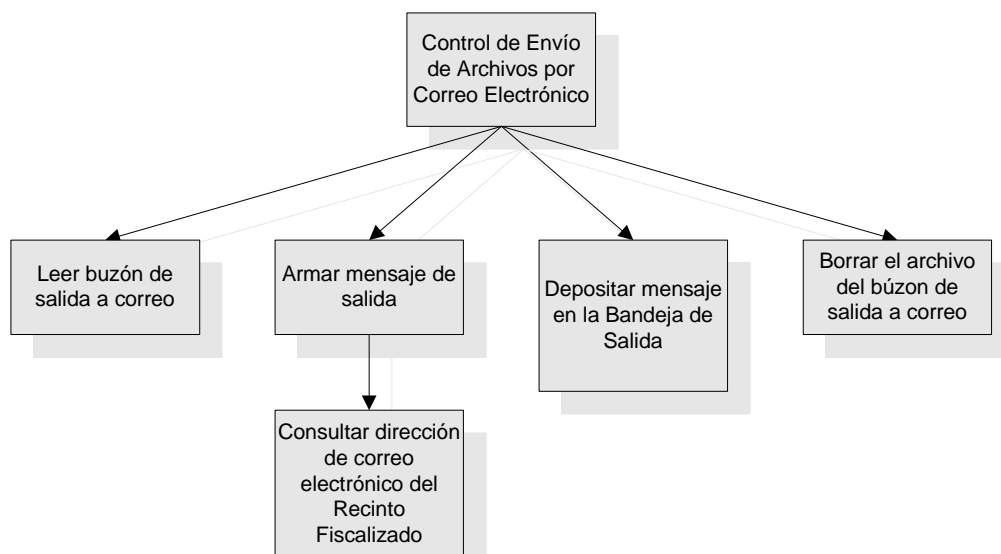 Control de Envío
de Archivos por
Correo Electrónico
Leer buzón de
salida a correo
Armar mensaje de
salida
Depositar mensaje
en la Bandeja de
Salida
Borrar el archivo
del búzon de
salida a correo
Consultar dirección
de correo
electrónico del
Recinto
Fiscalizado